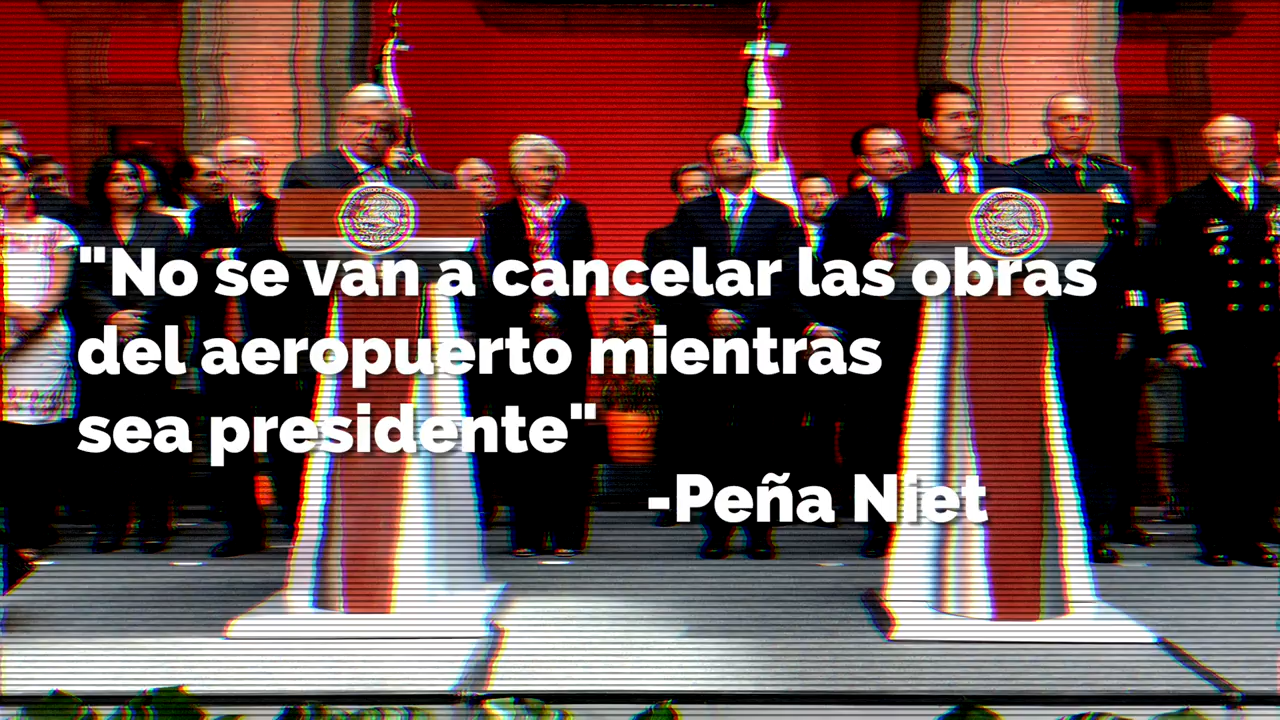 "No se van a cancelar las obras
del aeropuerto mientras
sea presidente"
-Peña Niet